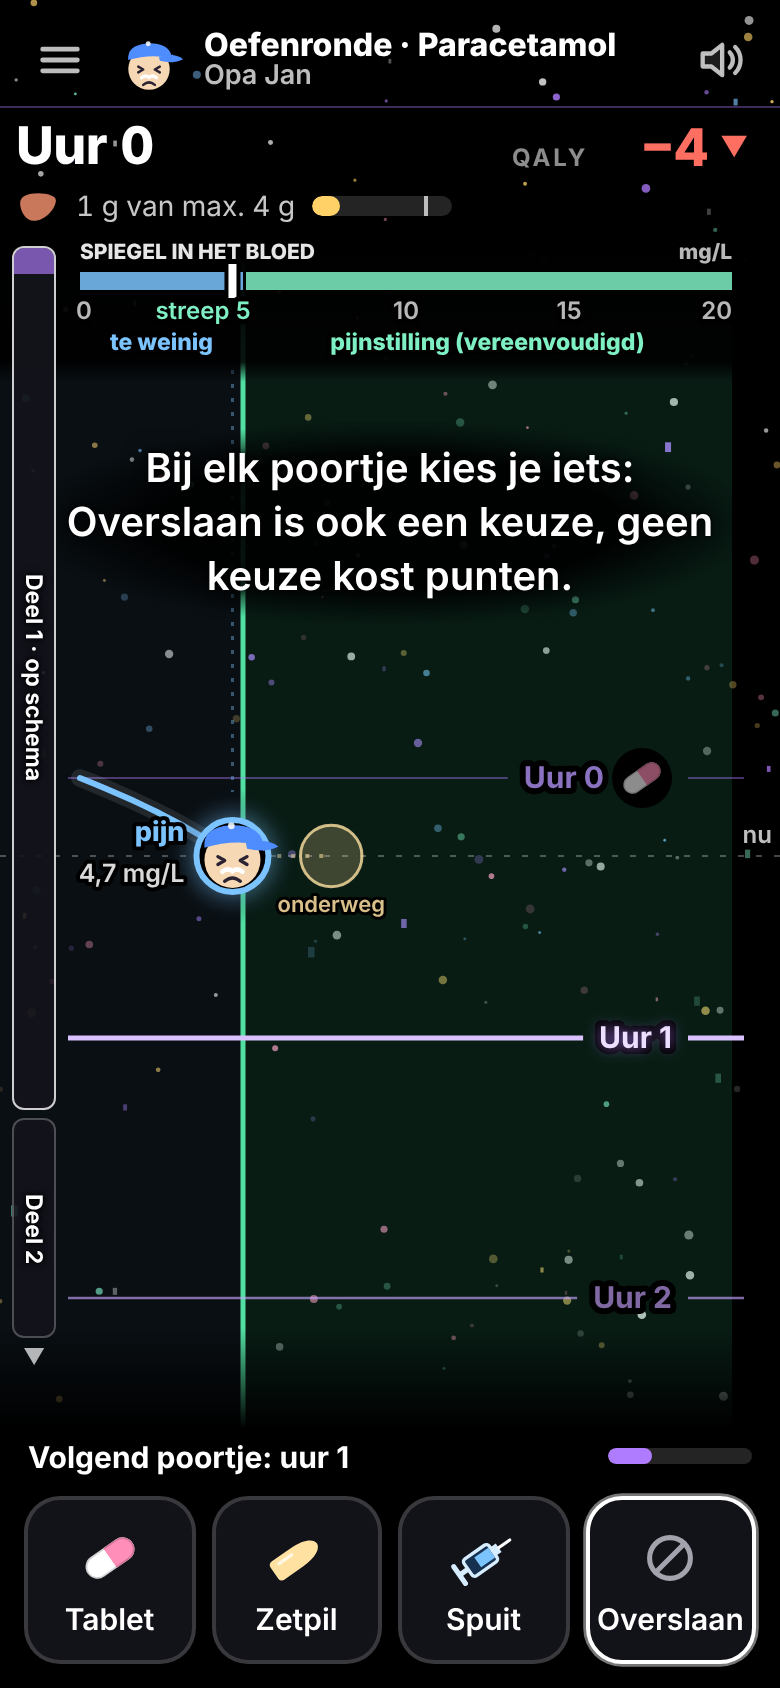 Oefenronde · Paracetamol
Opa Jan
Uur 0
QALY
−4 ▼
1 g van max. 4 g
SPIEGEL IN HET BLOED
mg/L
0
streep 5
10
15
20
te weinig
pijnstilling (vereenvoudigd)
Bij elk poortje kies je iets:
Overslaan is ook een keuze, geen
keuze kost punten.
Deel 1 · op schema
Uur 0
pijn
nu
4,7 mg/L
onderweg
Uur 1
Deel 2
Uur 2
Volgend poortje: uur 1
Tablet
Zetpil
Spuit
Overslaan